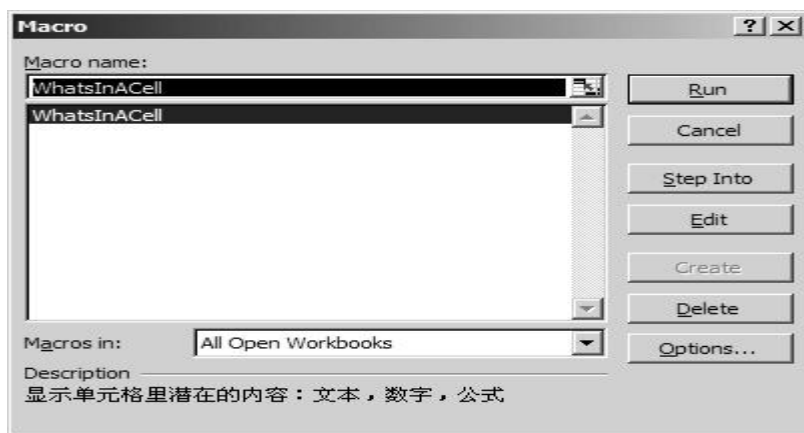 Macro
Macro name:
WhatsInACell
WhatsInACell
Run
Cancel
Step Into
Edit
Create
Delete
Options...
Macros in: All Open Workbooks
Description
显示单元格里潜在的内容：文本，数字，公式